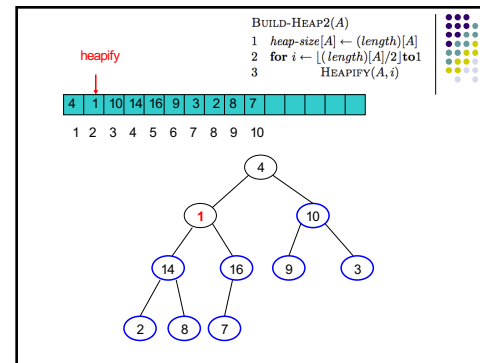 BUILD-HEAP2(A)
1 heap-size[A] ← (length)[A]
2 for i ← ⌊(length)[A]/2⌋to1
3 HEAPIFY(A, i)
heapify
4 1 10 14 16 9 3 2 8 7
1 2 3 4 5 6 7 8 9 10
4
1 10
14 16 9 3
2 8 7